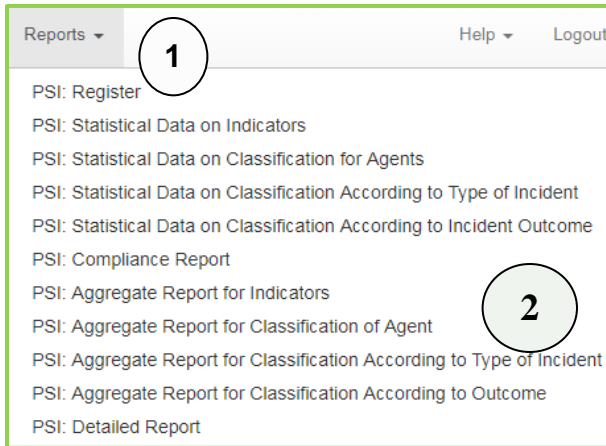 Reports
1
Help
Logout
PSI: Register
PSI: Statistical Data on Indicators
PSI: Statistical Data on Classification for Agents
PSI: Statistical Data on Classification According to Type of Incident
PSI: Statistical Data on Classification According to Incident Outcome
PSI: Compliance Report
PSI: Aggregate Report for Indicators
2
PSI: Aggregate Report for Classification of Agent
PSI: Aggregate Report for Classification According to Type of Incident
PSI: Aggregate Report for Classification According to Outcome
PSI: Detailed Report